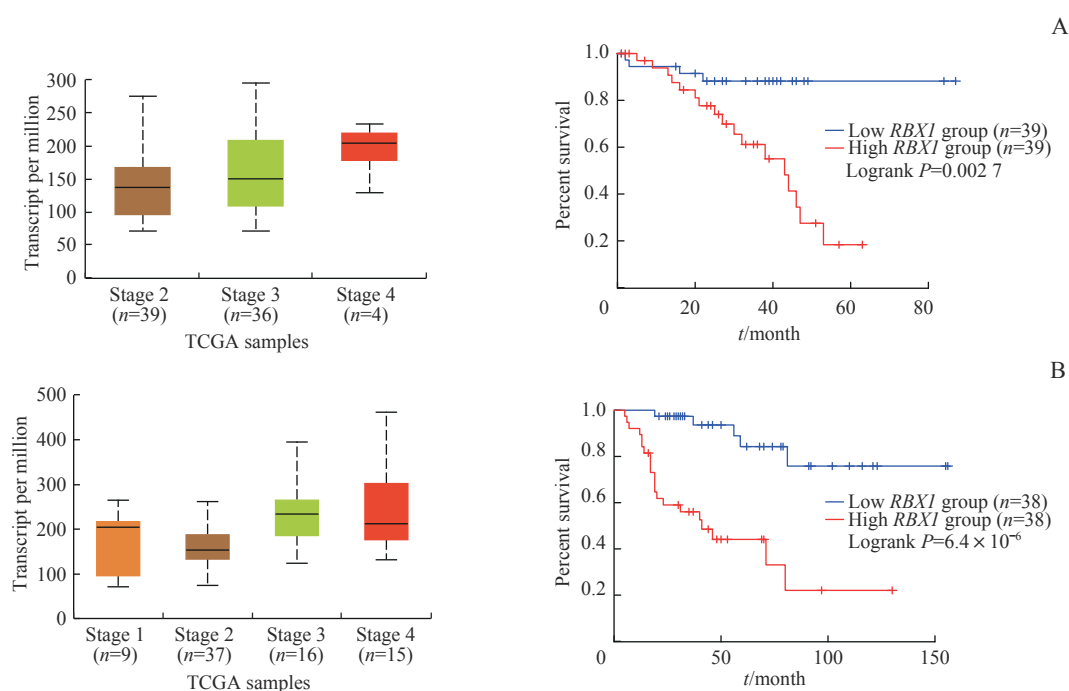 A
Transcript per million
300
250
200
150
100
50
0
Stage 2
(n=39)
Stage 3
(n=36)
Stage 4
(n=4)
TCGA samples
Percent survival
1.0
0.8
0.6
0.4
0.2
0
20
40
60
80
t/month
Low RBX1 group (n=39)
High RBX1 group (n=39)
Logrank P=0.002 7
B
Transcript per million
500
400
300
200
100
0
Stage 1
(n=9)
Stage 2
(n=37)
Stage 3
(n=16)
Stage 4
(n=15)
TCGA samples
Percent survival
1.0
0.8
0.6
0.4
0.2
0
50
100
150
t/month
Low RBX1 group (n=38)
High RBX1 group (n=38)
Logrank P=6.4×10⁻⁶